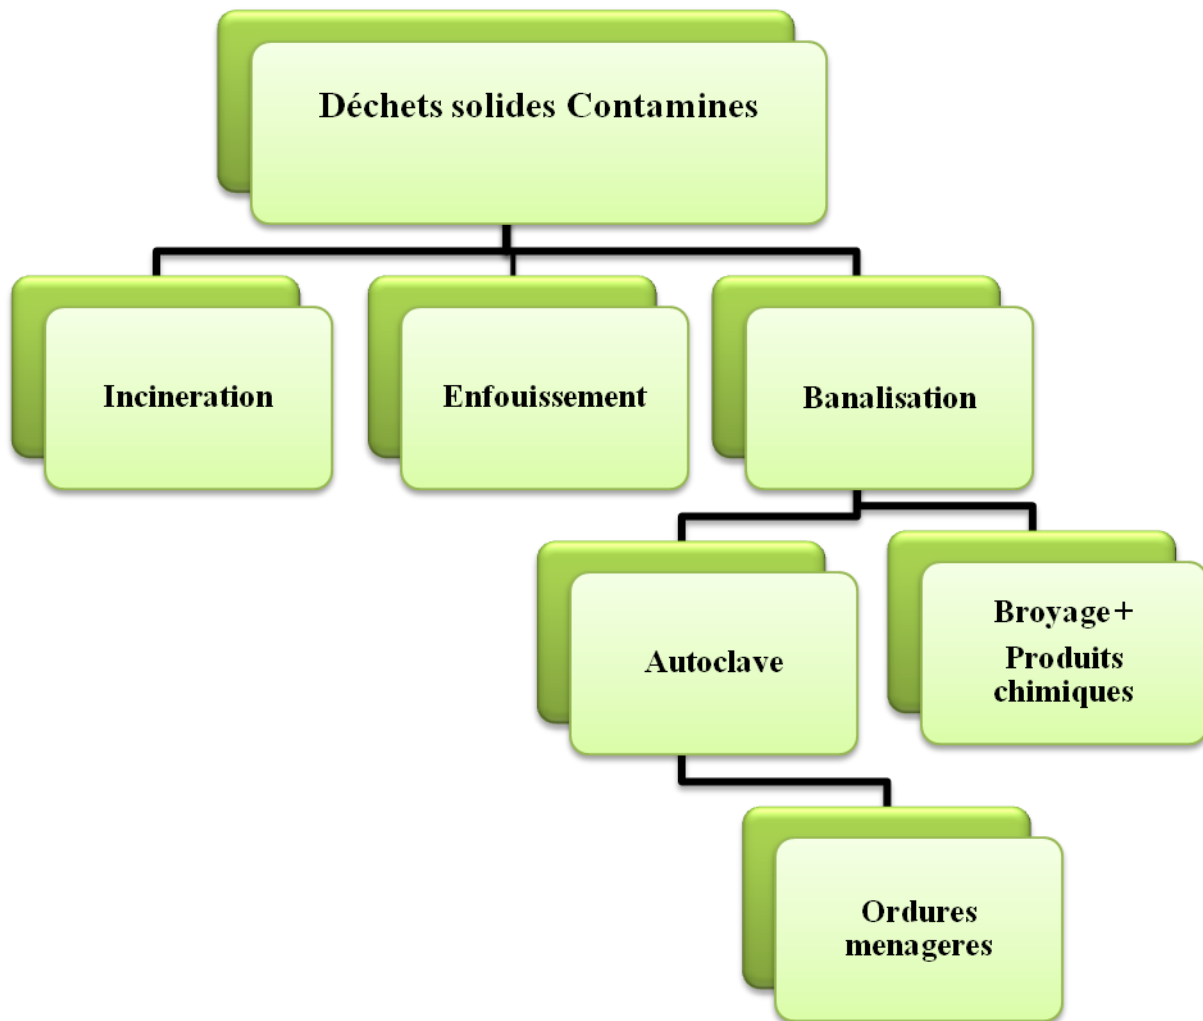 Déchets solides Contamines
Incineration
Enfouissement
Banalisation
Autoclave
Broyage+
Produits
chimiques
Ordures
menageres